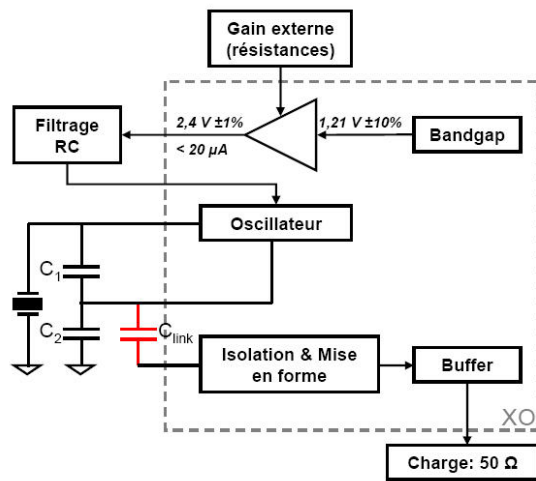 Gain externe
(résistances)
Filtrage
RC
2,4 V ±1%
< 20 µA
1,21 V ±10%
Bandgap
Oscillateur
C1
C2
Clink
Isolation & Mise
en forme
Buffer
XO
Charge: 50 Ω